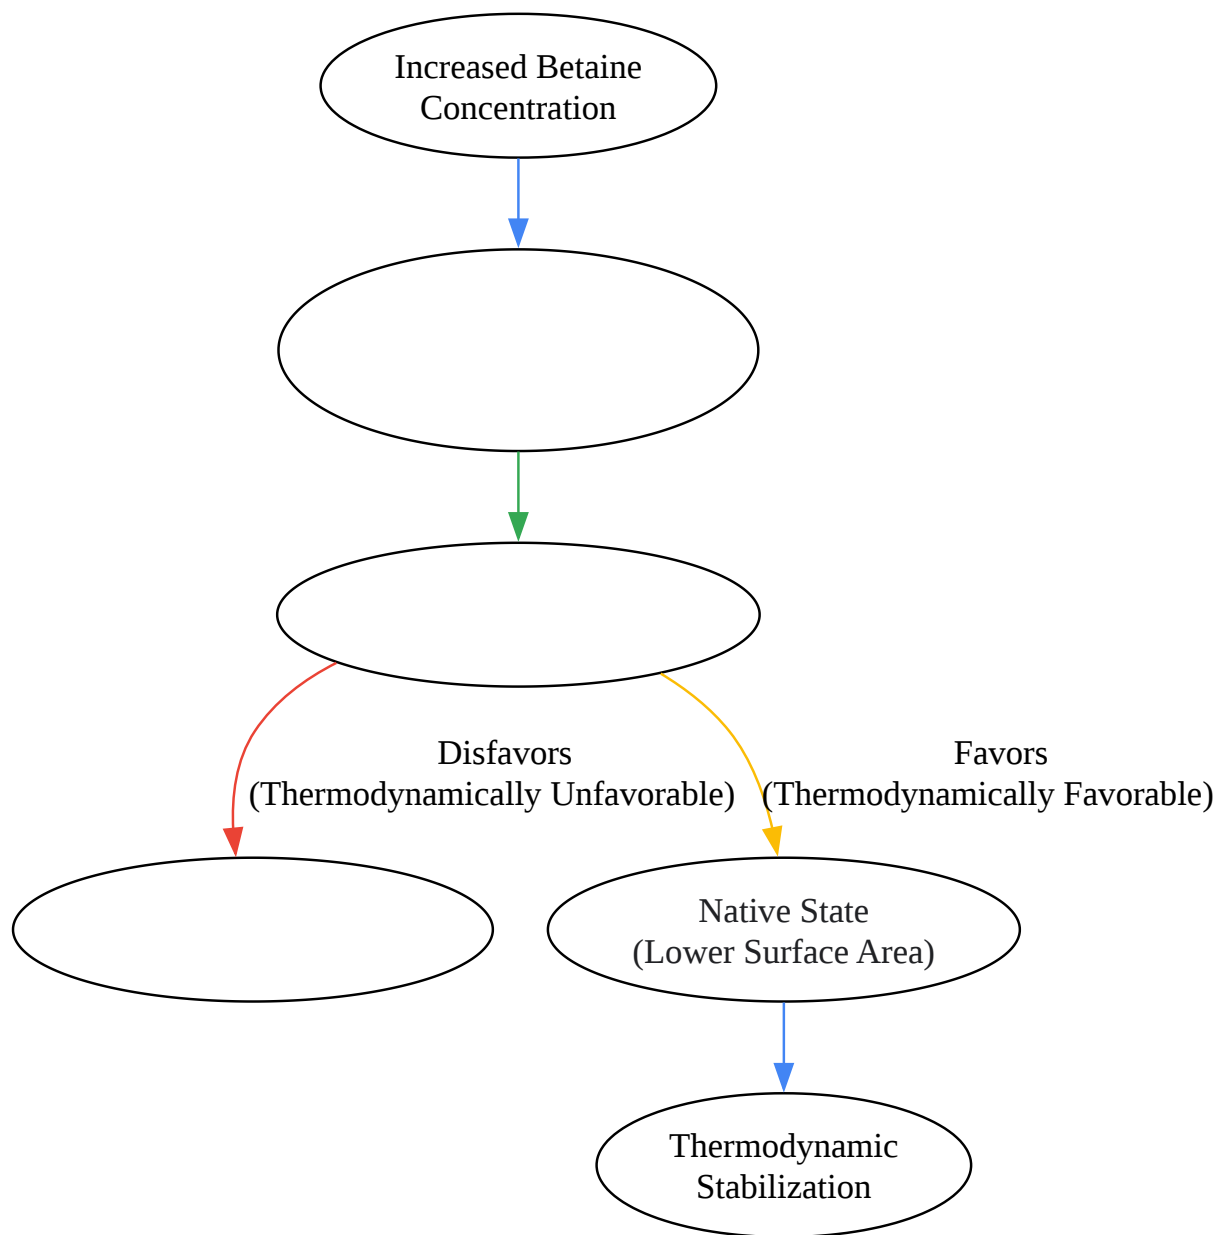 Increased Betaine
Concentration
Disfavors
(Thermodynamically Unfavorable)
Favors
(Thermodynamically Favorable)
Native State
(Lower Surface Area)
Thermodynamic
Stabilization